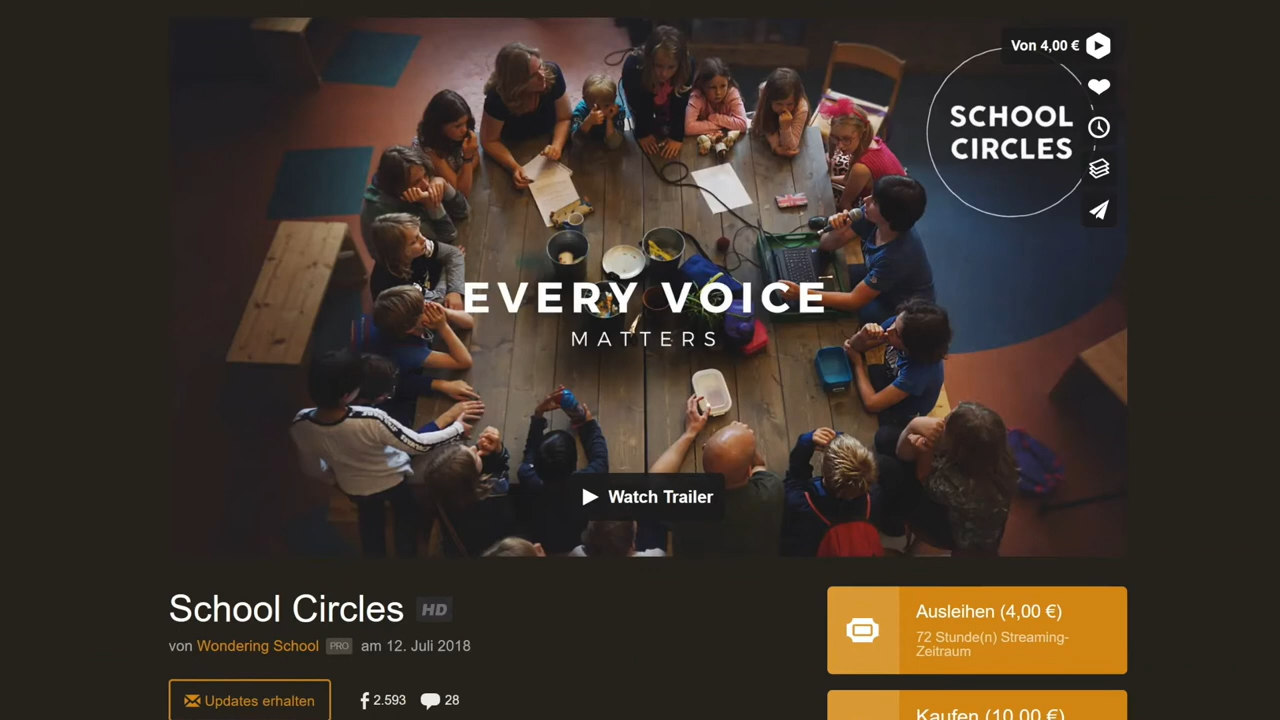 Von 4,00 €
SCHOOL
CIRCLES
EVERY VOICE
MATTERS
Watch Trailer
School Circles HD
von Wondering School PRO am 12. Juli 2018
Updates erhalten
2.593
28
Ausleihen (4,00 €)
72 Stunde(n) Streaming-
Zeitraum
Kaufen (10,00 €)